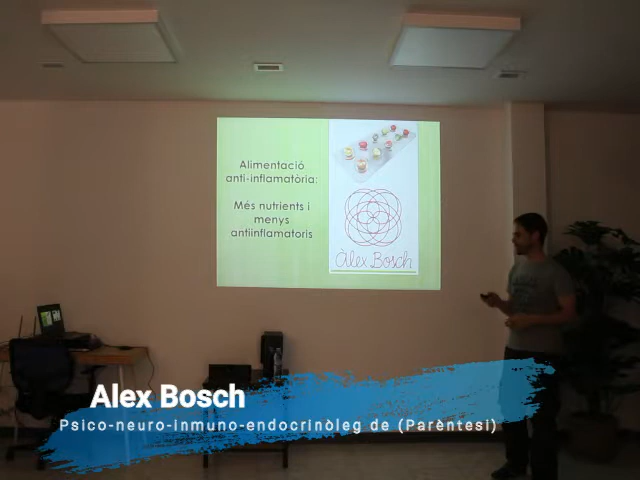 Alimentació
anti-inflamatòria:
Més nutrients i
menys
antiinflamatoris
Àlex Bosch
Alex Bosch
Psico-neuro-inmuno-endocrinòleg de (Parèntesi)